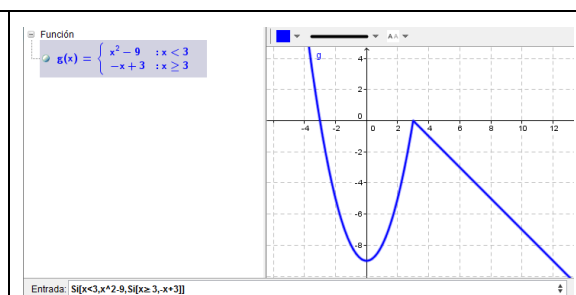 Función
g(x) = { x² − 9 : x < 3
−x + 3 : x ≥ 3
AA
g
4
2
0
-4 -2 0 2 4 6 8 10 12
-2
-4
-6
-8
Entrada: Si[x<3,x^2-9,Si[x≥ 3,-x+3]]